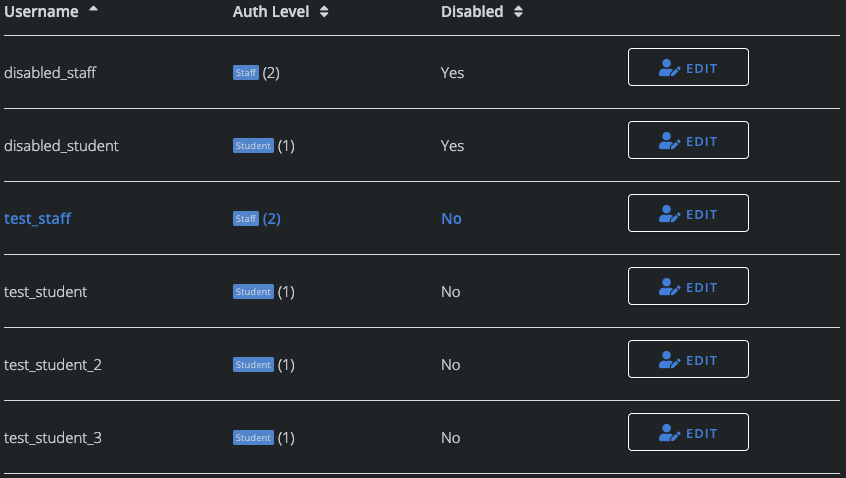 Username Auth Level Disabled
disabled_staff Staff (2) Yes EDIT
disabled_student Student (1) Yes EDIT
test_staff Staff (2) No EDIT
test_student Student (1) No EDIT
test_student_2 Student (1) No EDIT
test_student_3 Student (1) No EDIT